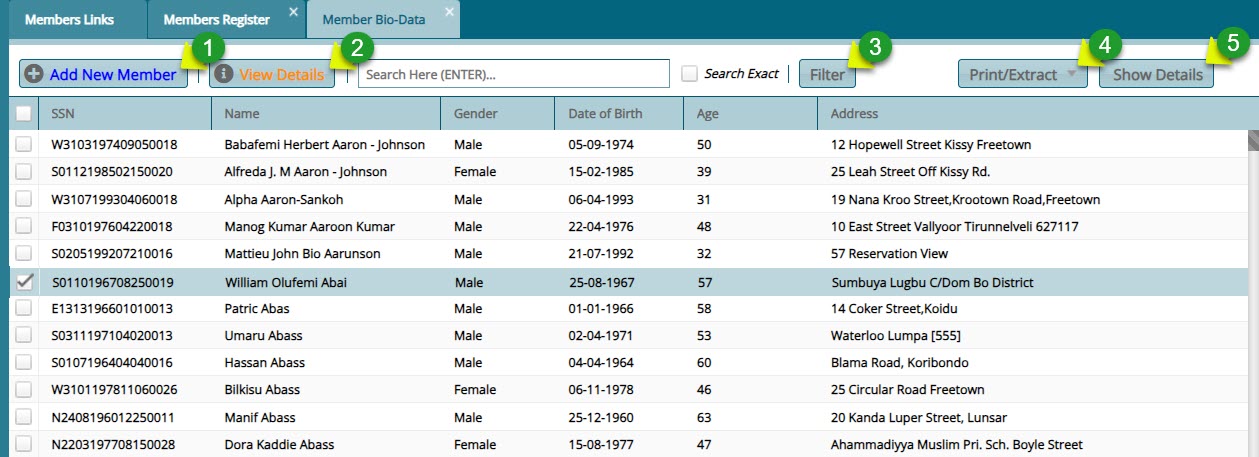 Members Links Members Register × Member Bio-Data ×
1 2 3 4 5
Add New Member View Details Search Here (ENTER)... Search Exact Filter Print/Extract Show Details
SSN Name Gender Date of Birth Age Address
W3103197409050018 Babafemi Herbert Aaron - Johnson Male 05-09-1974 50 12 Hopewell Street Kissy Freetown
S0112198502150020 Alfreda J. M Aaron - Johnson Female 15-02-1985 39 25 Leah Street Off Kissy Rd.
W3107199304060018 Alpha Aaron-Sankoh Male 06-04-1993 31 19 Nana Kroo Street,Krootown Road,Freetown
F0310197604220018 Manog Kumar Aaroon Kumar Male 22-04-1976 48 10 East Street Vallyoor Tirunnelveli 627117
S0205199207210016 Mattieu John Bio Aarunson Male 21-07-1992 32 57 Reservation View
S0110196708250019 William Olufemi Abai Male 25-08-1967 57 Sumbuya Lugbu C/Dom Bo District
E1313196601010013 Patric Abas Male 01-01-1966 58 14 Coker Street,Koidu
S0311197104020013 Umaru Abass Male 02-04-1971 53 Waterloo Lumpa [555]
S0107196404040016 Hassan Abass Male 04-04-1964 60 Blama Road, Koribondo
W3101197811060026 Bilkisu Abass Female 06-11-1978 46 25 Circular Road Freetown
N2408196012250011 Manif Abass Male 25-12-1960 63 20 Kanda Luper Street, Lunsar
N2203197708150028 Dora Kaddie Abass Female 15-08-1977 47 Ahammadiyya Muslim Pri. Sch. Boyle Street